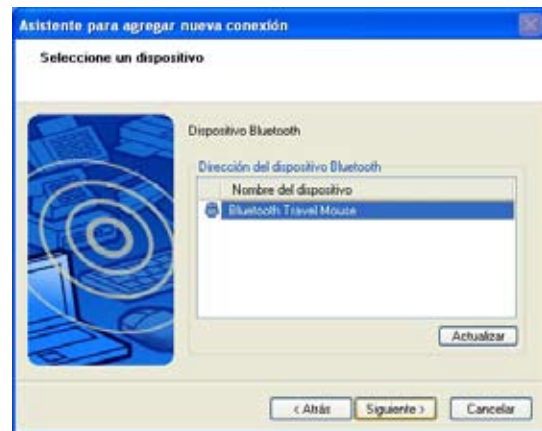 Asistente para agregar nueva conexión
Seleccione un dispositivo
Dispositivo Bluetooth
Dirección del dispositivo Bluetooth
Nombre del dispositivo
Bluetooth Travel Mouse
Actualizar
< Atrás
Siguiente >
Cancelar